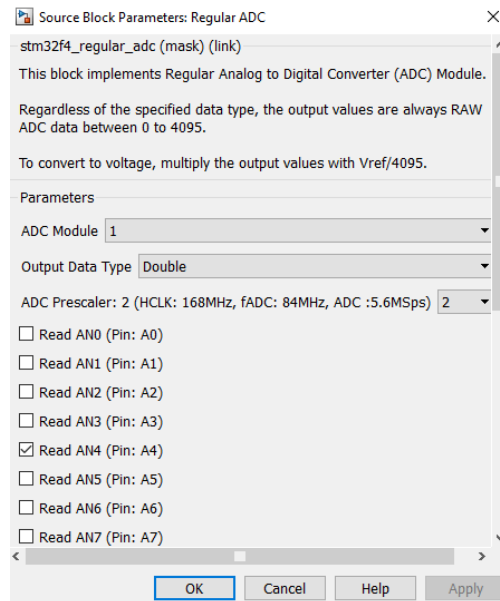 Source Block Parameters: Regular ADC
stm32f4_regular_adc (mask) (link)
This block implements Regular Analog to Digital Converter (ADC) Module.
Regardless of the specified data type, the output values are always RAW
ADC data between 0 to 4095.
To convert to voltage, multiply the output values with Vref/4095.
Parameters
ADC Module 1
Output Data Type Double
ADC Prescaler: 2 (HCLK: 168MHz, fADC: 84MHz, ADC :5.6MSps) 2
Read AN0 (Pin: A0)
Read AN1 (Pin: A1)
Read AN2 (Pin: A2)
Read AN3 (Pin: A3)
Read AN4 (Pin: A4)
Read AN5 (Pin: A5)
Read AN6 (Pin: A6)
Read AN7 (Pin: A7)
OK Cancel Help Apply